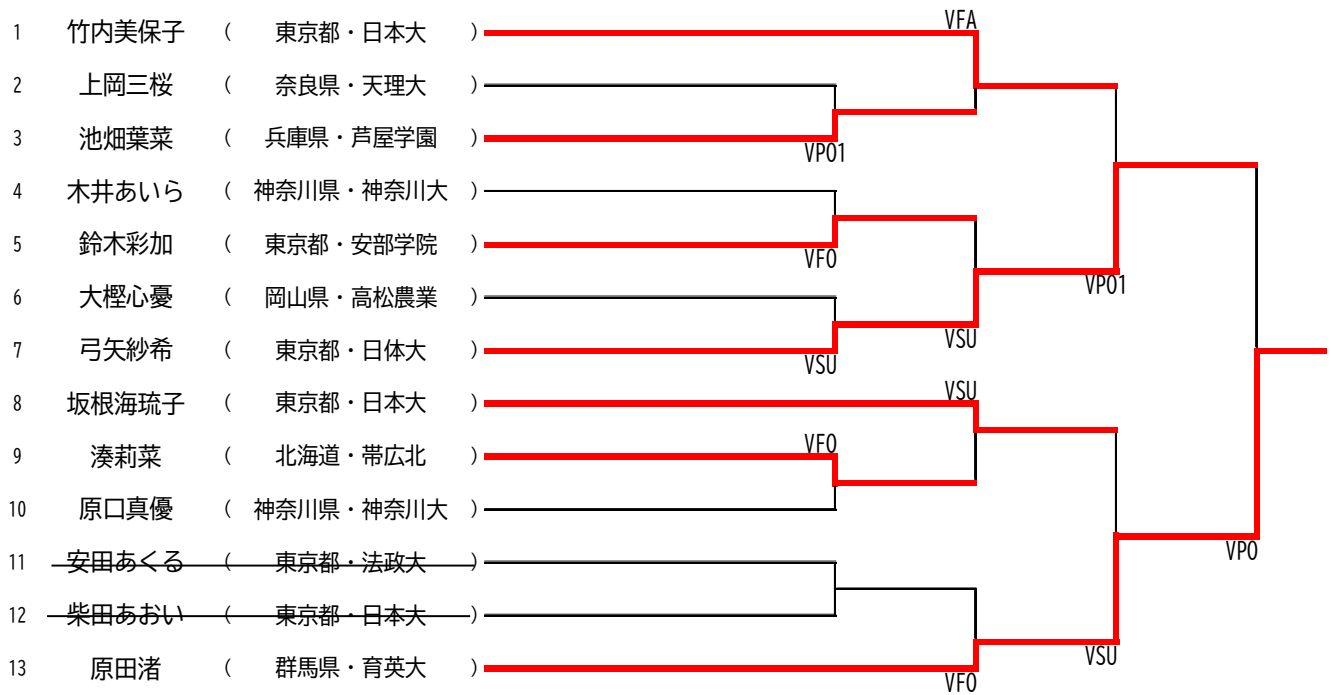 1 竹内美保子 ( 東京都・日本大 ) VFA
2 上岡三桜 ( 奈良県・天理大 )
3 池畑葉菜 ( 兵庫県・芦屋学園 ) VPO1
4 木井あいら ( 神奈川県・神奈川大 )
5 鈴木彩加 ( 東京都・安部学院 ) VFO VPO1
6 大樫心憂 ( 岡山県・高松農業 )
7 弓矢紗希 ( 東京都・日体大 ) VSU VSU
8 坂根海琉子 ( 東京都・日本大 ) VSU
9 湊莉菜 ( 北海道・帯広北 ) VFO
10 原口真優 ( 神奈川県・神奈川大 )
11 安田あくる ( 東京都・法政大 ) VPO
12 柴田あおい ( 東京都・日本大 )
13 原田渚 ( 群馬県・育英大 ) VFO VSU